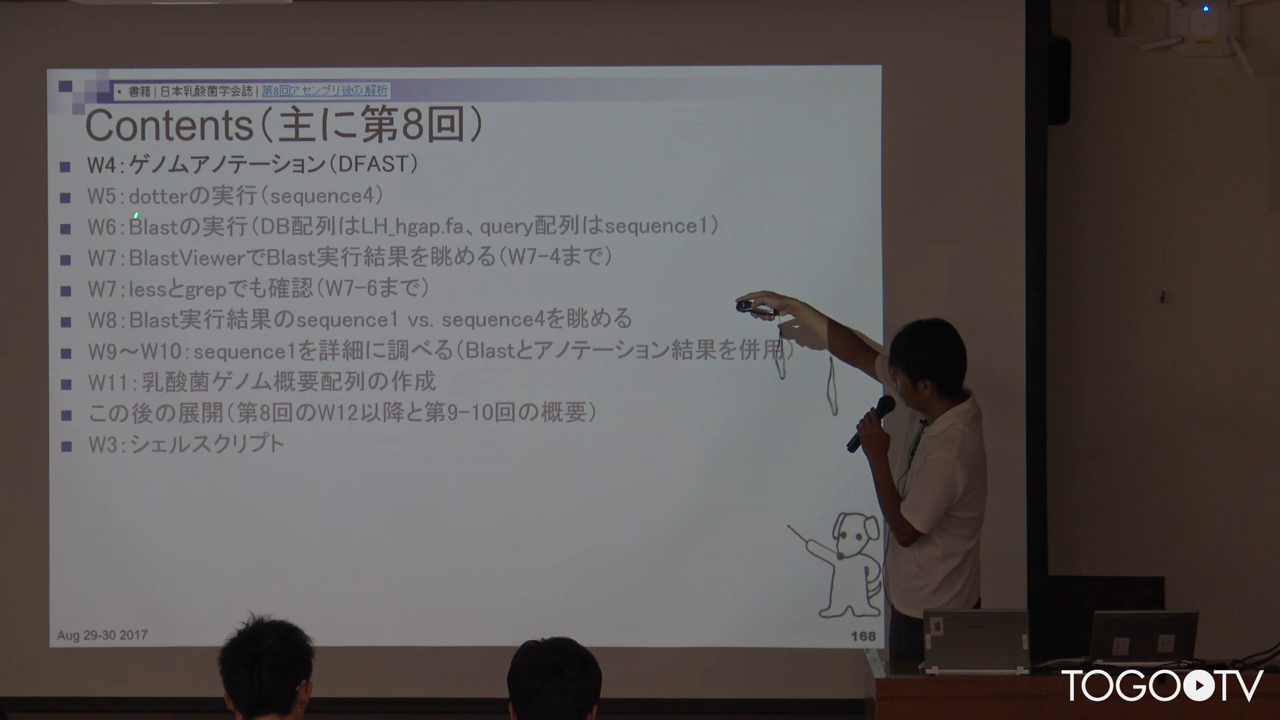 • 書籍 | 日本乳酸菌学会誌 | 第8回アセンブリ後の解析
Contents（主に第8回）
■ W4：ゲノムアノテーション（DFAST）
■ W5：dotterの実行（sequence4）
■ W6：Blastの実行（DB配列はLH_hgap.fa、query配列はsequence1）
■ W7：BlastViewerでBlast実行結果を眺める（W7-4まで）
■ W7：lessとgrepでも確認（W7-6まで）
■ W8：Blast実行結果のsequence1 vs. sequence4を眺める
■ W9～W10：sequence1を詳細に調べる（Blastとアノテーション結果を併用）
■ W11：乳酸菌ゲノム概要配列の作成
■ この後の展開（第8回のW12以降と第9-10回の概要）
■ W3：シェルスクリプト
Aug 29-30 2017
168
TOGOTV